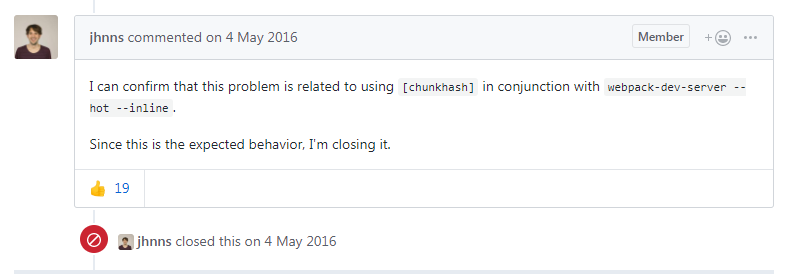 jhnns commented on 4 May 2016 Member
I can confirm that this problem is related to using [chunkhash] in conjunction with webpack-dev-server --
hot --inline.
Since this is the expected behavior, I'm closing it.
19
jhnns closed this on 4 May 2016